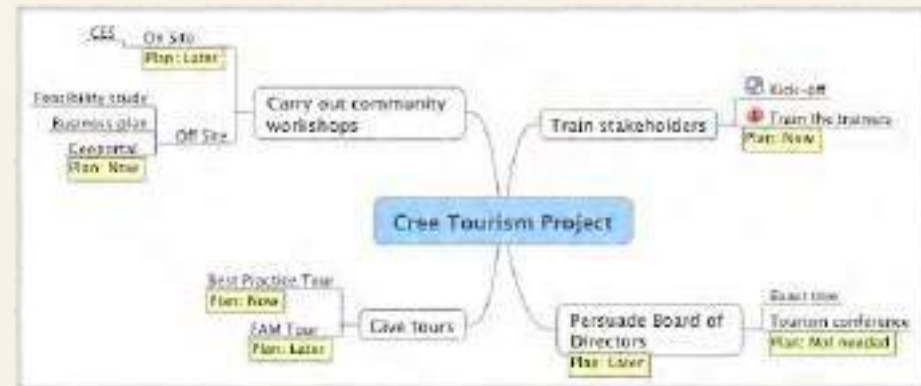 CES
On Site
Plan: Later
Feasibility study
Business plan
Geoportal
Plan: Now
Off Site
Carry out community
workshops
Train stakeholders
Kick-off
Train the trainers
Plan: Now
Cree Tourism Project
Best Practice Tour
Plan: Now
FAM Tour
Plan: Later
Give tours
Persuade Board of
Directors
Plan: Later
Tourism conference
Plan: Not needed